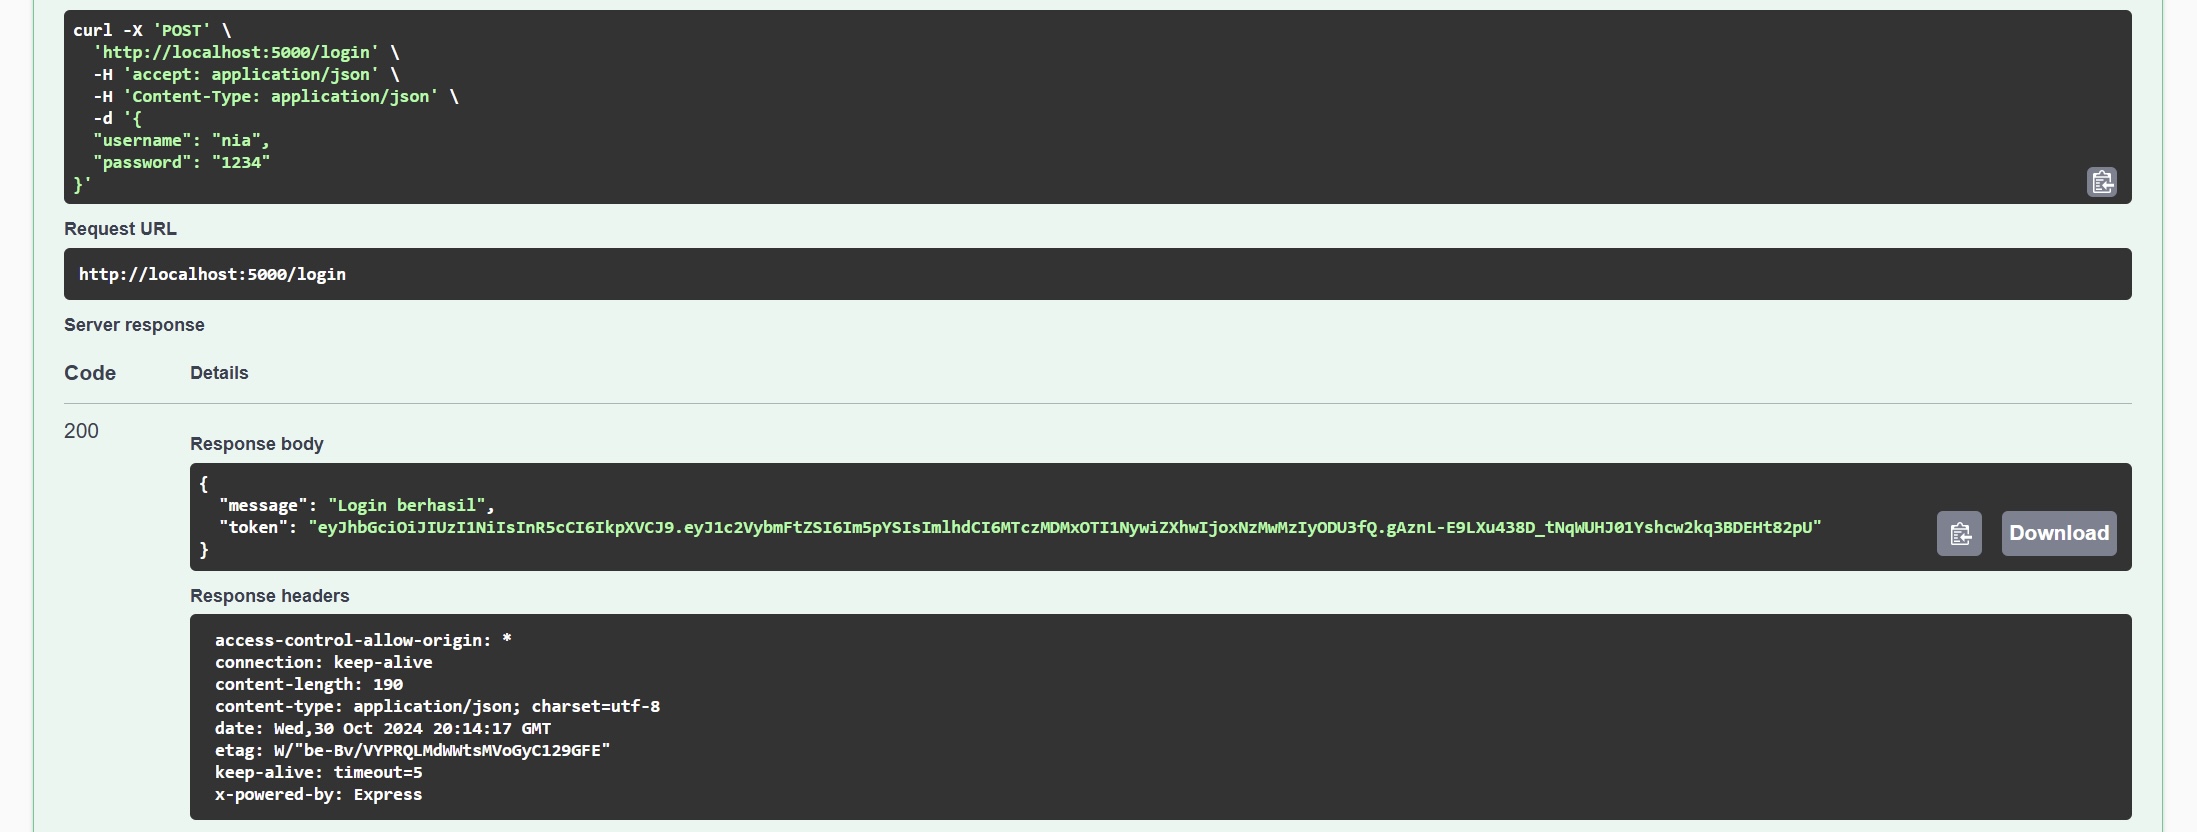 curl -X 'POST' \
'http://localhost:5000/login' \
-H 'accept: application/json' \
-H 'Content-Type: application/json' \
-d '{
"username": "nia",
"password": "1234"
}'
Request URL
http://localhost:5000/login
Server response
Code Details
200
Response body
{
"message": "Login berhasil",
"token": "eyJhbGciOiJIUzI1NiIsInR5cCI6IkpXVCJ9.eyJ1c2VybmFtZSI6Im5pYSIsImlhdCI6MTczMDMxOTI1NywiZXhwIjoxNzMwMzIyODU3fQ.gAznL-E9LXu438D_tNqWUHJ01Yshcw2kq3BDEHt82pU"
}
Download
Response headers
access-control-allow-origin: *
connection: keep-alive
content-length: 190
content-type: application/json; charset=utf-8
date: Wed,30 Oct 2024 20:14:17 GMT
etag: W/"be-Bv/VYPRQLMdWWtsMVoGyC129GFE"
keep-alive: timeout=5
x-powered-by: Express